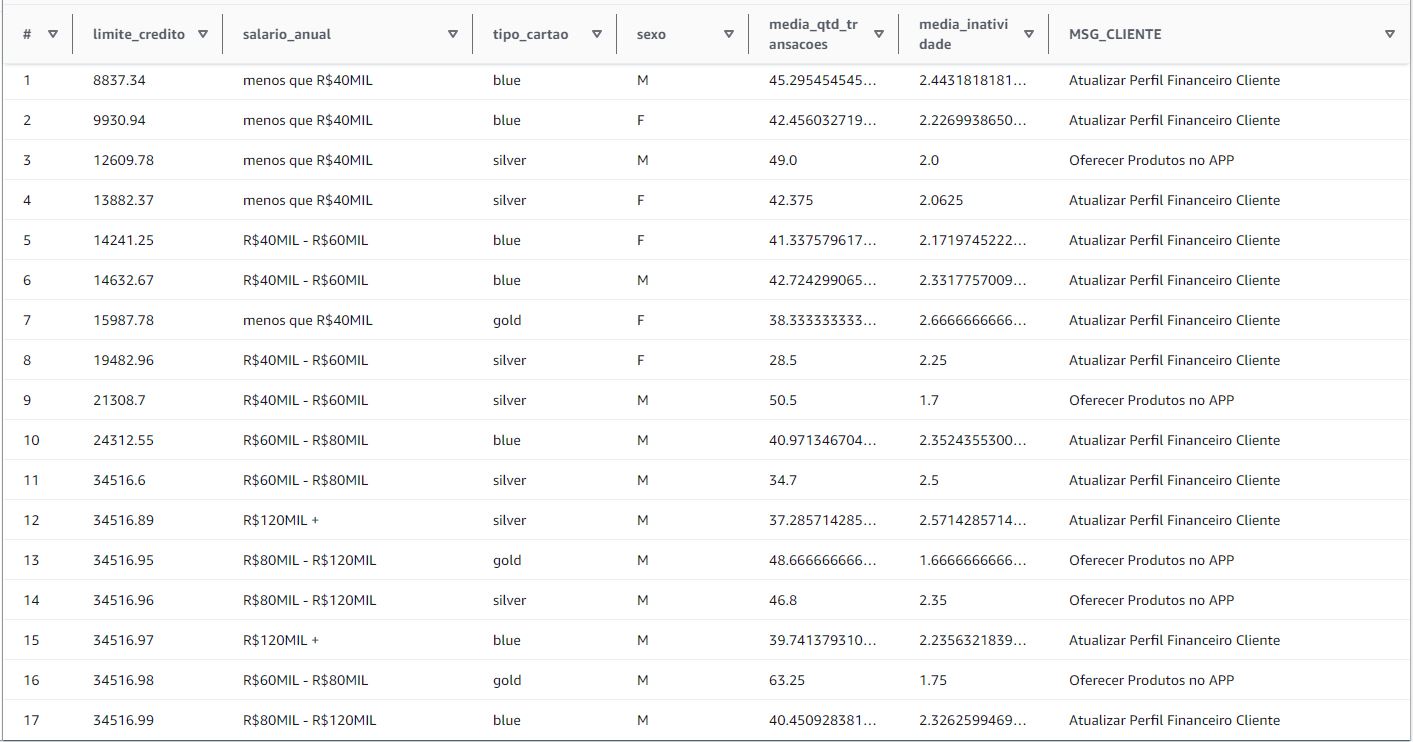 # limite_credito salario_anual tipo_cartao sexo media_qtd_tr ansacoes media_inativi dade MSG_CLIENTE
1 8837.34 menos que R$40MIL blue M 45.295454545... 2.4431818181... Atualizar Perfil Financeiro Cliente
2 9930.94 menos que R$40MIL blue F 42.456032719... 2.2269938650... Atualizar Perfil Financeiro Cliente
3 12609.78 menos que R$40MIL silver M 49.0 2.0 Oferecer Produtos no APP
4 13882.37 menos que R$40MIL silver F 42.375 2.0625 Atualizar Perfil Financeiro Cliente
5 14241.25 R$40MIL - R$60MIL blue F 41.337579617... 2.1719745222... Atualizar Perfil Financeiro Cliente
6 14632.67 R$40MIL - R$60MIL blue M 42.724299065... 2.3317757009... Atualizar Perfil Financeiro Cliente
7 15987.78 menos que R$40MIL gold F 38.333333333... 2.6666666666... Atualizar Perfil Financeiro Cliente
8 19482.96 R$40MIL - R$60MIL silver F 28.5 2.25 Atualizar Perfil Financeiro Cliente
9 21308.7 R$40MIL - R$60MIL silver M 50.5 1.7 Oferecer Produtos no APP
10 24312.55 R$60MIL - R$80MIL blue M 40.971346704... 2.3524355300... Atualizar Perfil Financeiro Cliente
11 34516.6 R$60MIL - R$80MIL silver M 34.7 2.5 Atualizar Perfil Financeiro Cliente
12 34516.89 R$120MIL + silver M 37.285714285... 2.5714285714... Atualizar Perfil Financeiro Cliente
13 34516.95 R$80MIL - R$120MIL gold M 48.666666666... 1.6666666666... Oferecer Produtos no APP
14 34516.96 R$80MIL - R$120MIL silver M 46.8 2.35 Oferecer Produtos no APP
15 34516.97 R$120MIL + blue M 39.741379310... 2.2356321839... Atualizar Perfil Financeiro Cliente
16 34516.98 R$60MIL - R$80MIL gold M 63.25 1.75 Oferecer Produtos no APP
17 34516.99 R$80MIL - R$120MIL blue M 40.450928381... 2.3262599469... Atualizar Perfil Financeiro Cliente